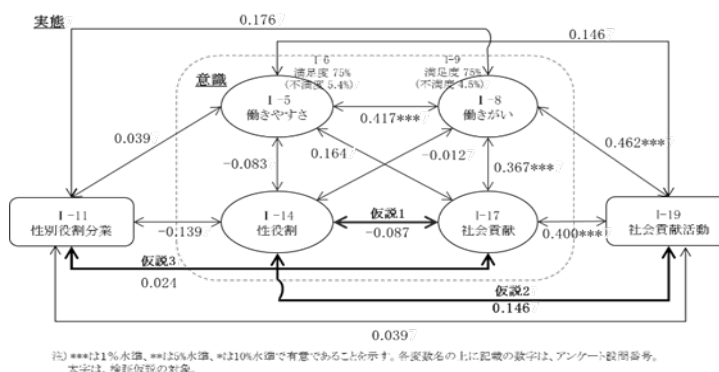 実態
0.176
0.146
I-6
満足度 75%
(不満度 5.4%)
I-9
満足度 75%
(不満度 4.5%)
意識
I-5
働きやすさ
0.417***
I-8
働きがい
0.039
-0.083
0.164
-0.012
0.367***
0.462***
I-11
性別役割分業
-0.139
I-14
性役割
仮説1
-0.087
I-17
社会貢献
0.400***
I-19
社会貢献活動
仮説3
0.024
仮説2
0.146
0.039
注) ***は1%水準、**は5%水準、*は10%水準で有意であることを示す。各変数名の上に記載の数字は、アンケート設問番号。
太字は、検証仮説の対象。